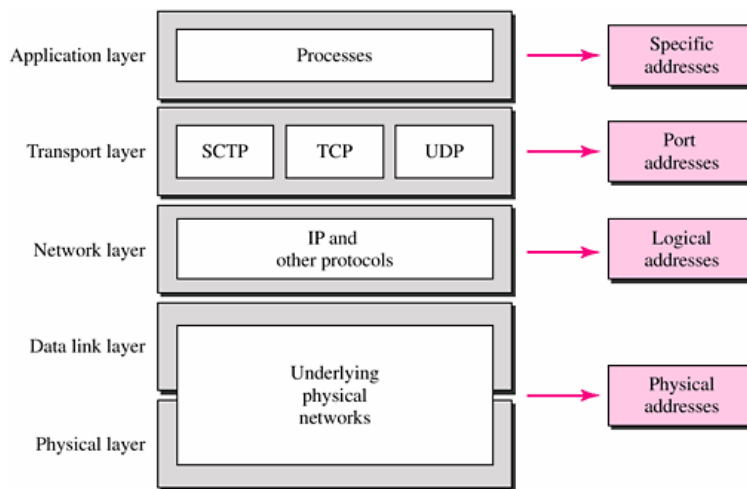 Application layer
Processes
Specific
addresses
Transport layer
SCTP
TCP
UDP
Port
addresses
Network layer
IP and
other protocols
Logical
addresses
Data link layer
Underlying
physical
networks
Physical
addresses
Physical layer